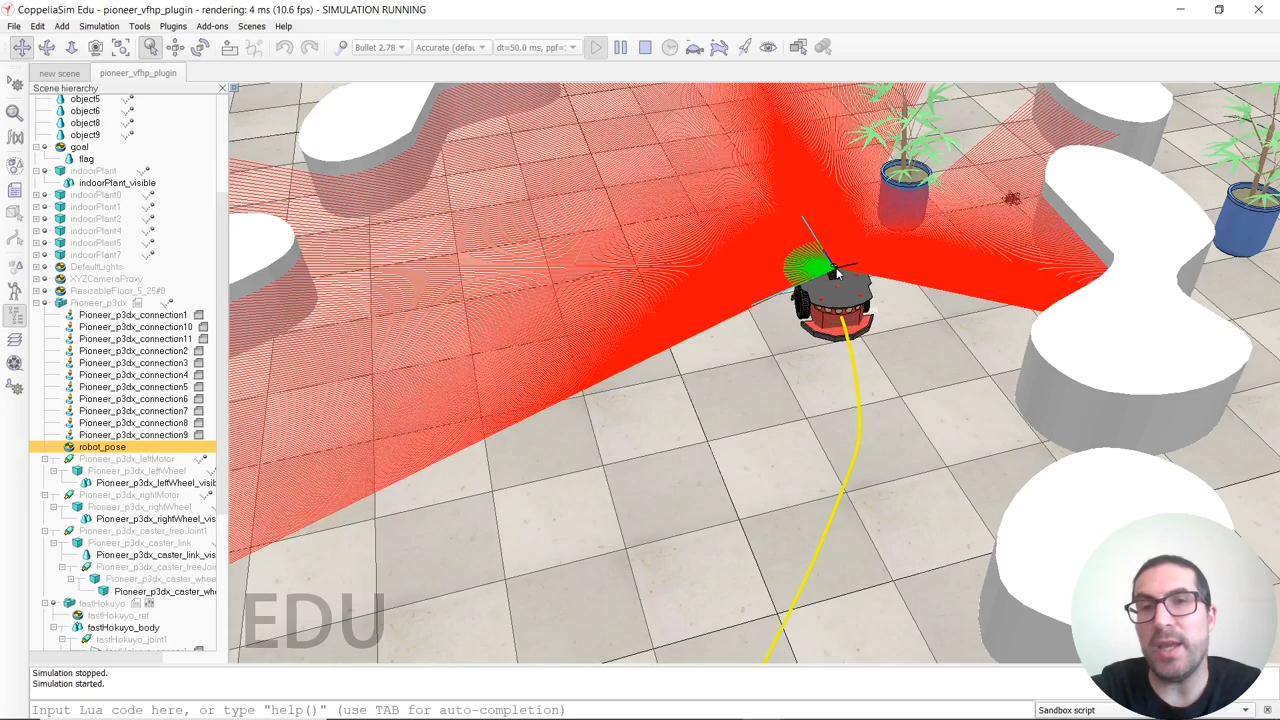 CoppeliaSim Edu - pioneer_vfhp_plugin - rendering: 4 ms (10.6 fps) - SIMULATION RUNNING
File Edit Add Simulation Tools Plugins Add-ons Scenes Help
Bullet 2.78 Accurate (defau dt=50.0 ms, ppf=
new scene pioneer_vfhp_plugin
Scene hierarchy
object5
object6
object8
object9
goal
flag
indoorPlant
indoorPlant_visible
indoorPlant0
indoorPlant1
indoorPlant2
indoorPlant4
indoorPlant5
indoorPlant7
DefaultLights
XYZCameraProxy
ResizableFloor_5_25#0
Pioneer_p3dx
Pioneer_p3dx_connection1
Pioneer_p3dx_connection10
Pioneer_p3dx_connection11
Pioneer_p3dx_connection2
Pioneer_p3dx_connection3
Pioneer_p3dx_connection4
Pioneer_p3dx_connection5
Pioneer_p3dx_connection6
Pioneer_p3dx_connection7
Pioneer_p3dx_connection8
Pioneer_p3dx_connection9
robot_pose
Pioneer_p3dx_leftMotor
Pioneer_p3dx_leftWheel
Pioneer_p3dx_leftWheel_visib
Pioneer_p3dx_rightMotor
Pioneer_p3dx_rightWheel
Pioneer_p3dx_rightWheel_vis
Pioneer_p3dx_caster_freeJoint1
Pioneer_p3dx_caster_link
Pioneer_p3dx_caster_link_vis
Pioneer_p3dx_caster_freeJoi
Pioneer_p3dx_caster_whe
Pioneer_p3dx_caster_wh
fastHokuyo
fastHokuyo_ref
fastHokuyo_body
fastHokuyo_joint1
EDU
Simulation stopped.
Simulation started.
Input Lua code here, or type "help()" (use TAB for auto-completion)
Sandbox script